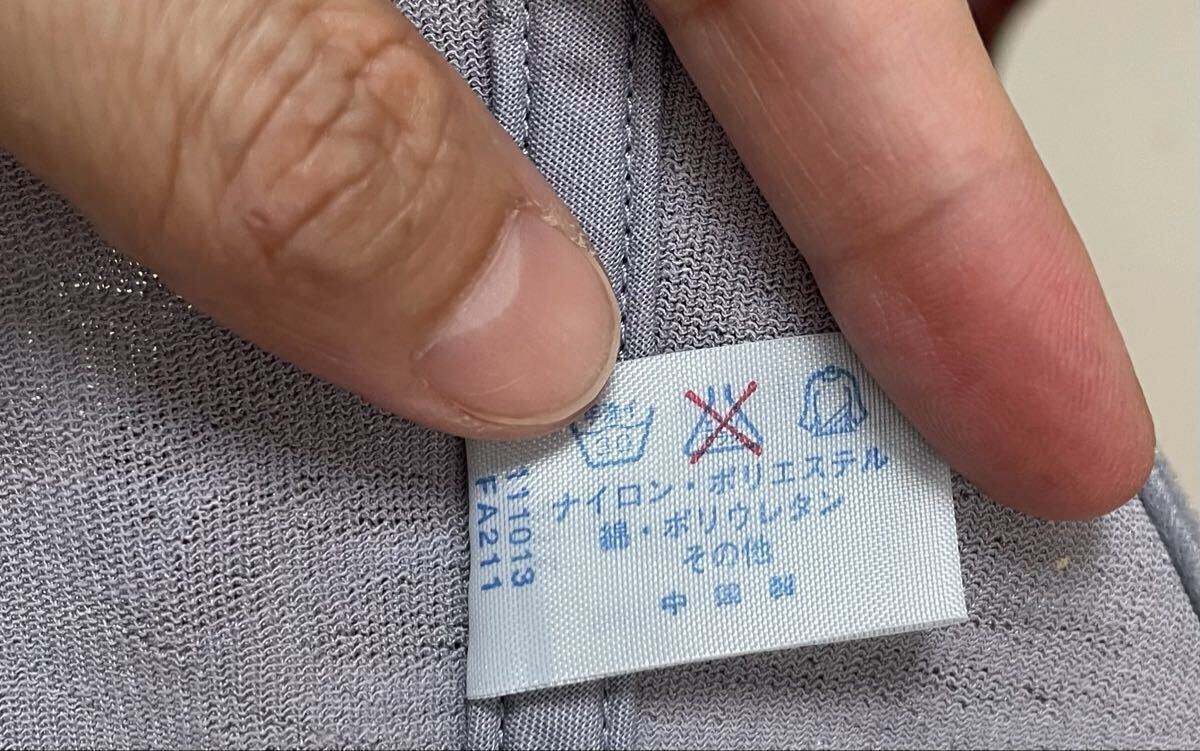 ナイロン・ポリエステル
綿・ポリウレタン
その他
中国製
111013
FA211